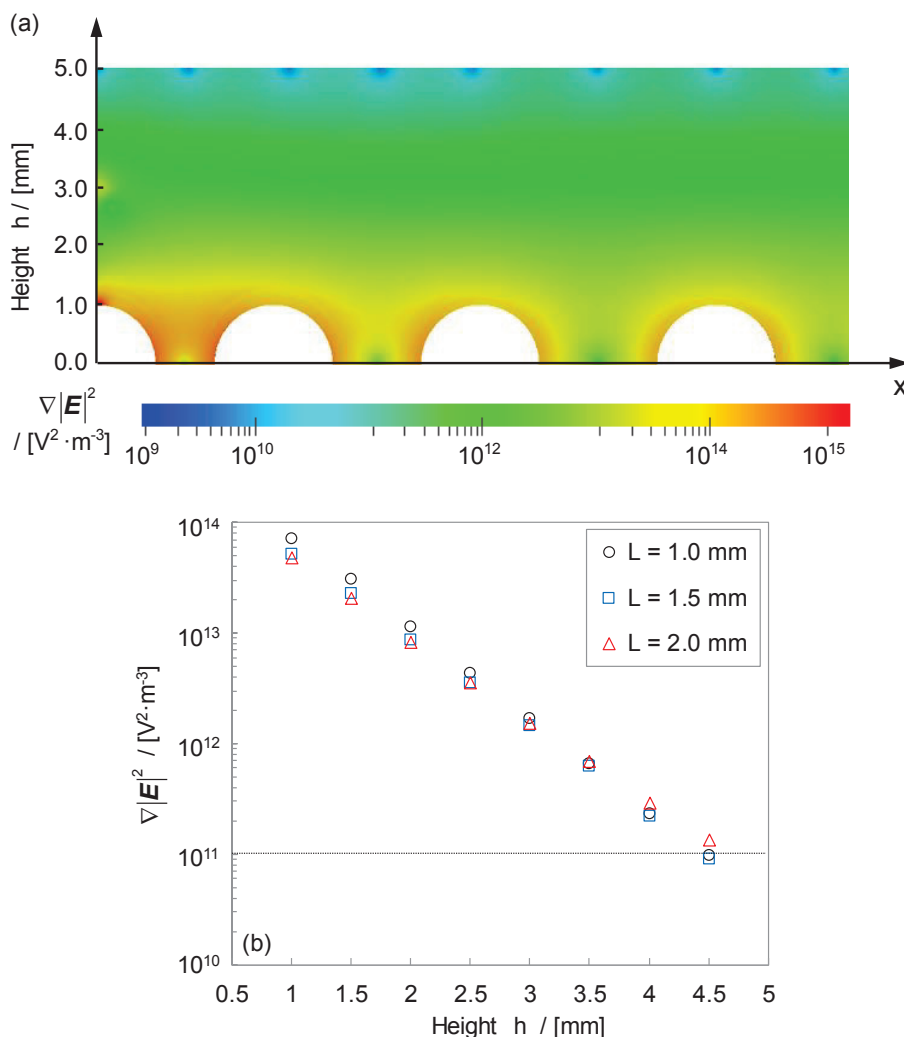 (a)
5.0
4.0
3.0
2.0
1.0
0.0
Height h / [mm]
x
∇|E|²
/ [V²·m⁻³]
10⁹ 10¹⁰ 10¹² 10¹⁴ 10¹⁵
10¹⁴
10¹³
10¹²
10¹¹
10¹⁰
∇|E|² / [V²·m⁻³]
L = 1.0 mm
L = 1.5 mm
L = 2.0 mm
(b)
0.5 1 1.5 2 2.5 3 3.5 4 4.5 5
Height h / [mm]